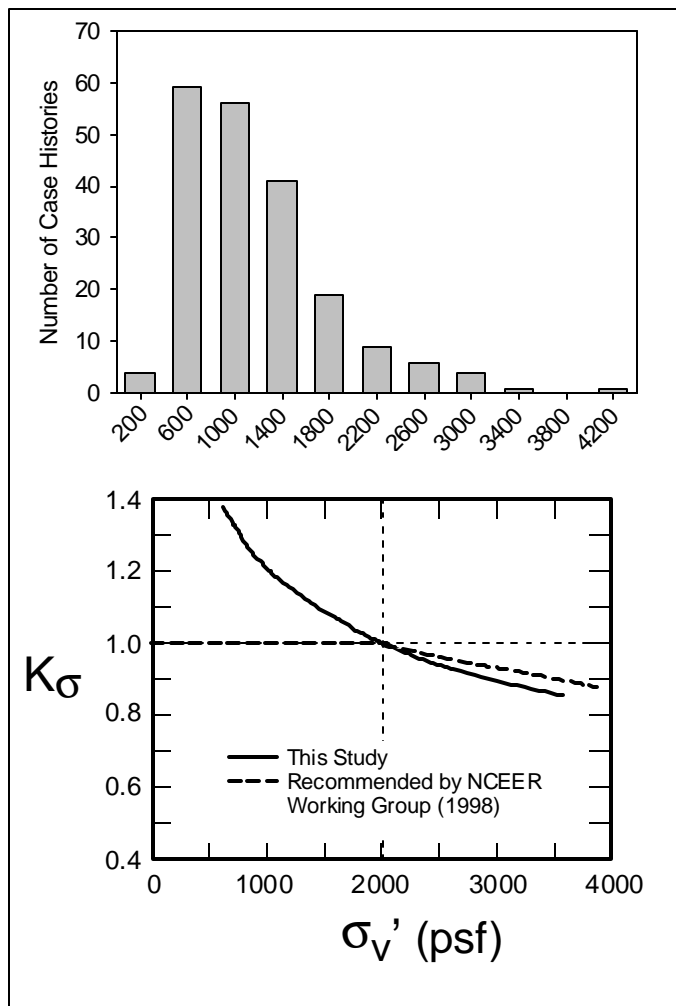 70
60
50
40
30
20
10
0
Number of Case Histories
200 600 1000 1400 1800 2200 2600 3000 3400 3800 4200
1.4
1.2
1.0
0.8
0.6
0.4
Kσ
This Study
Recommended by NCEER
Working Group (1998)
0 1000 2000 3000 4000
σv' (psf)